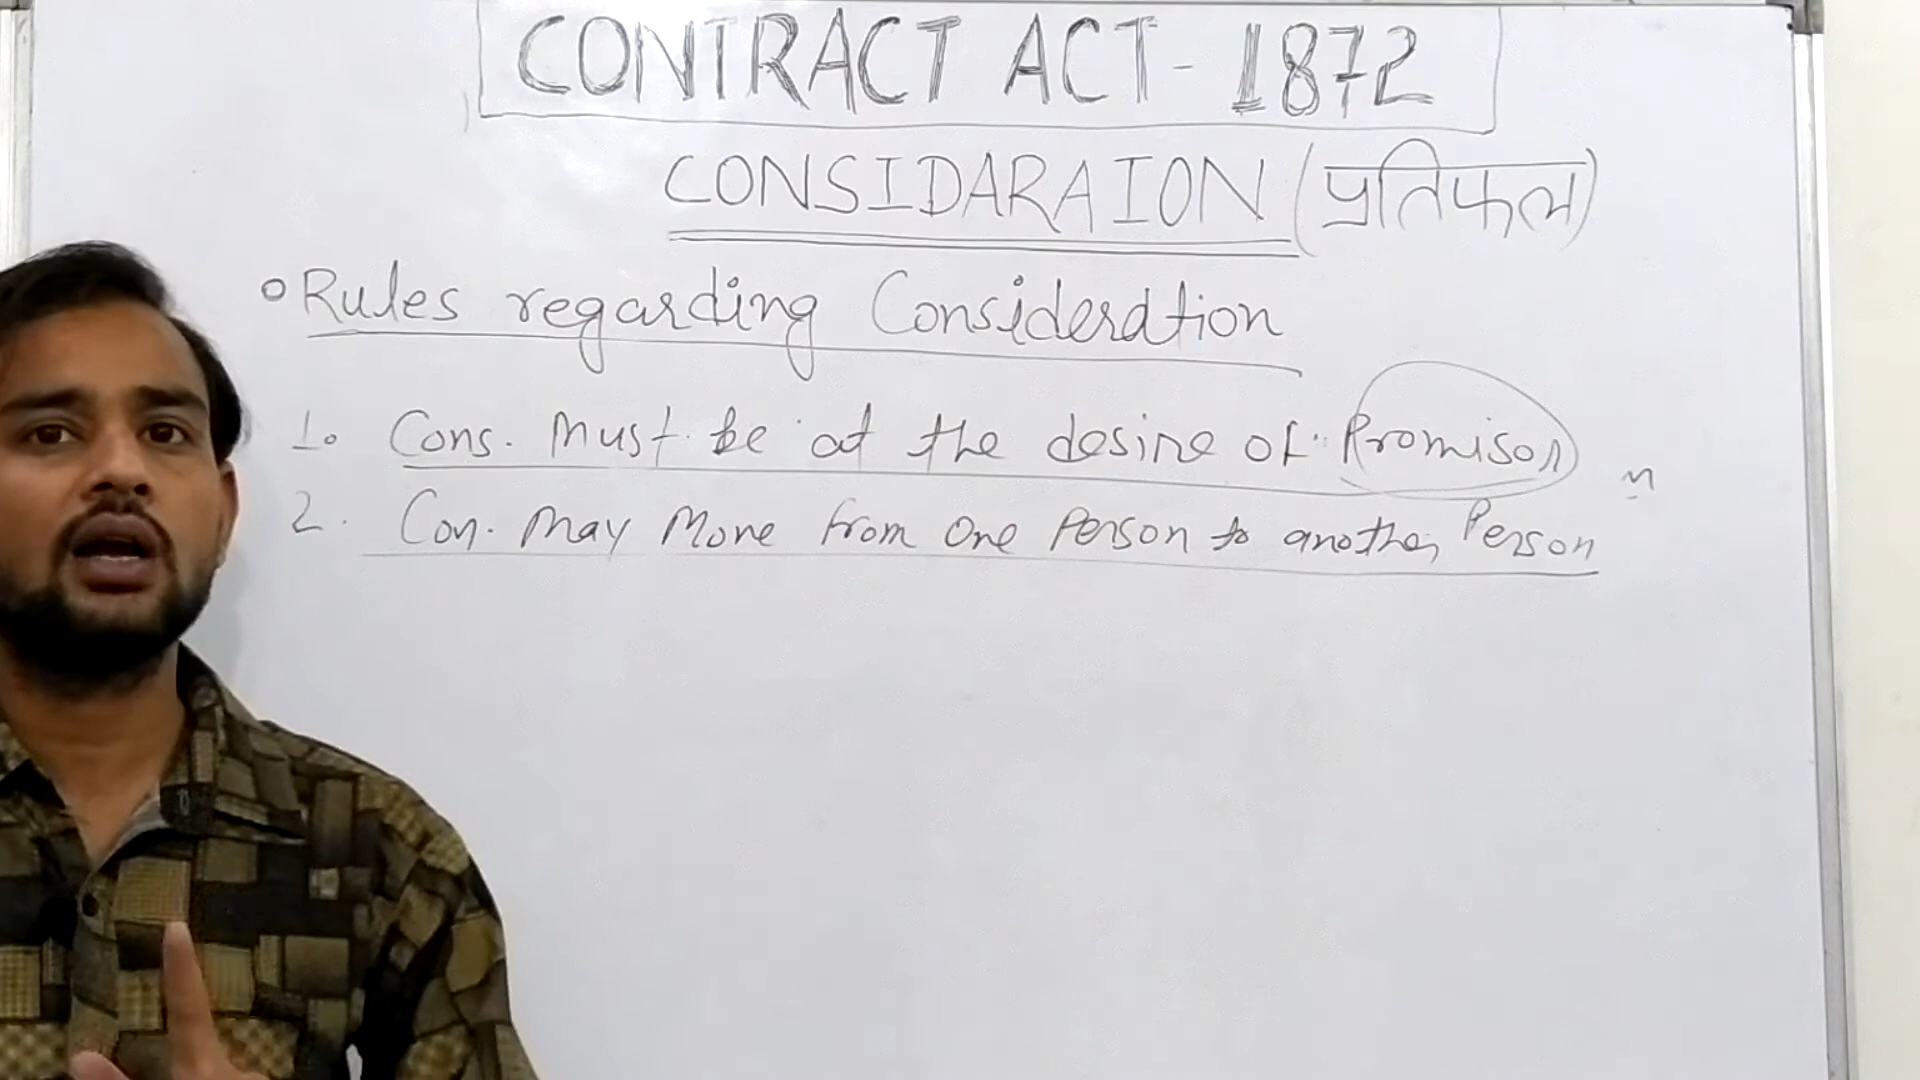 CONTRACT ACT - 1872
CONSIDARAION (प्रतिफल)
Rules regarding Consideration
1. Cons. Must be at the desire of Promisor
2. Con. May Move from One Person to another Person